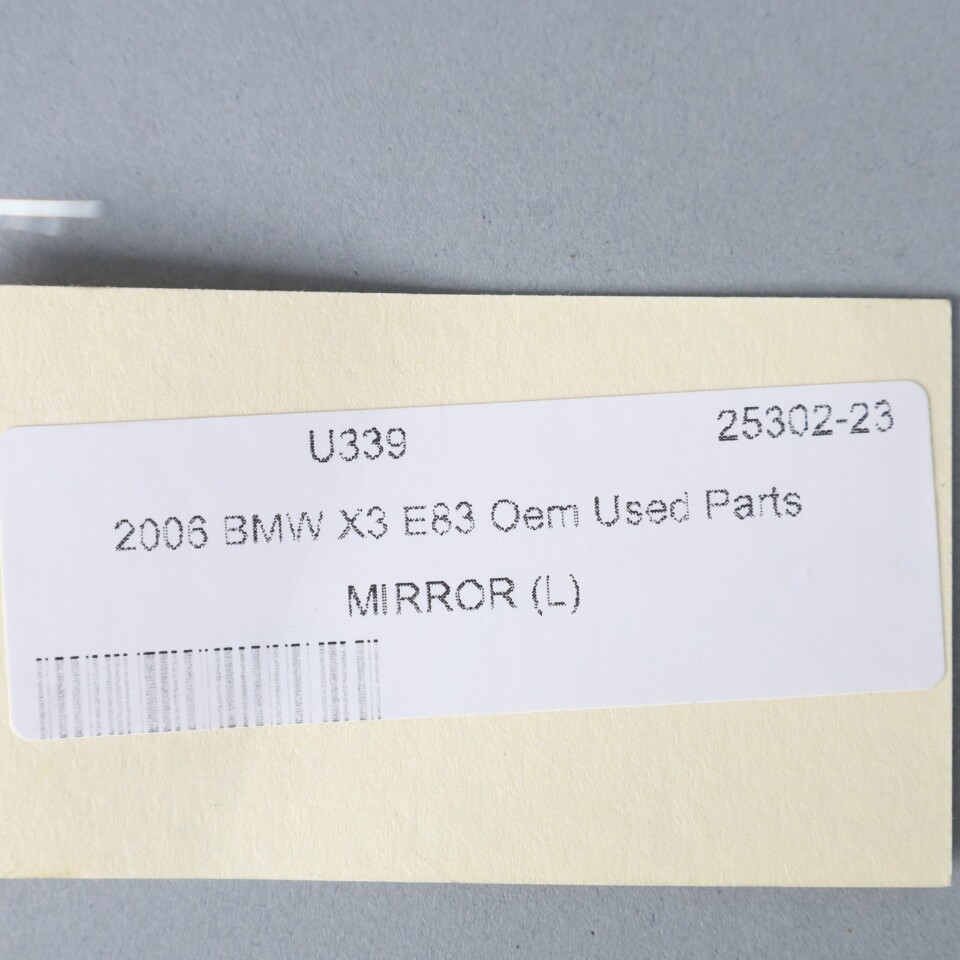 U339 25302-23
2006 BMW X3 E83 Oem Used Parts
MIRROR (L)